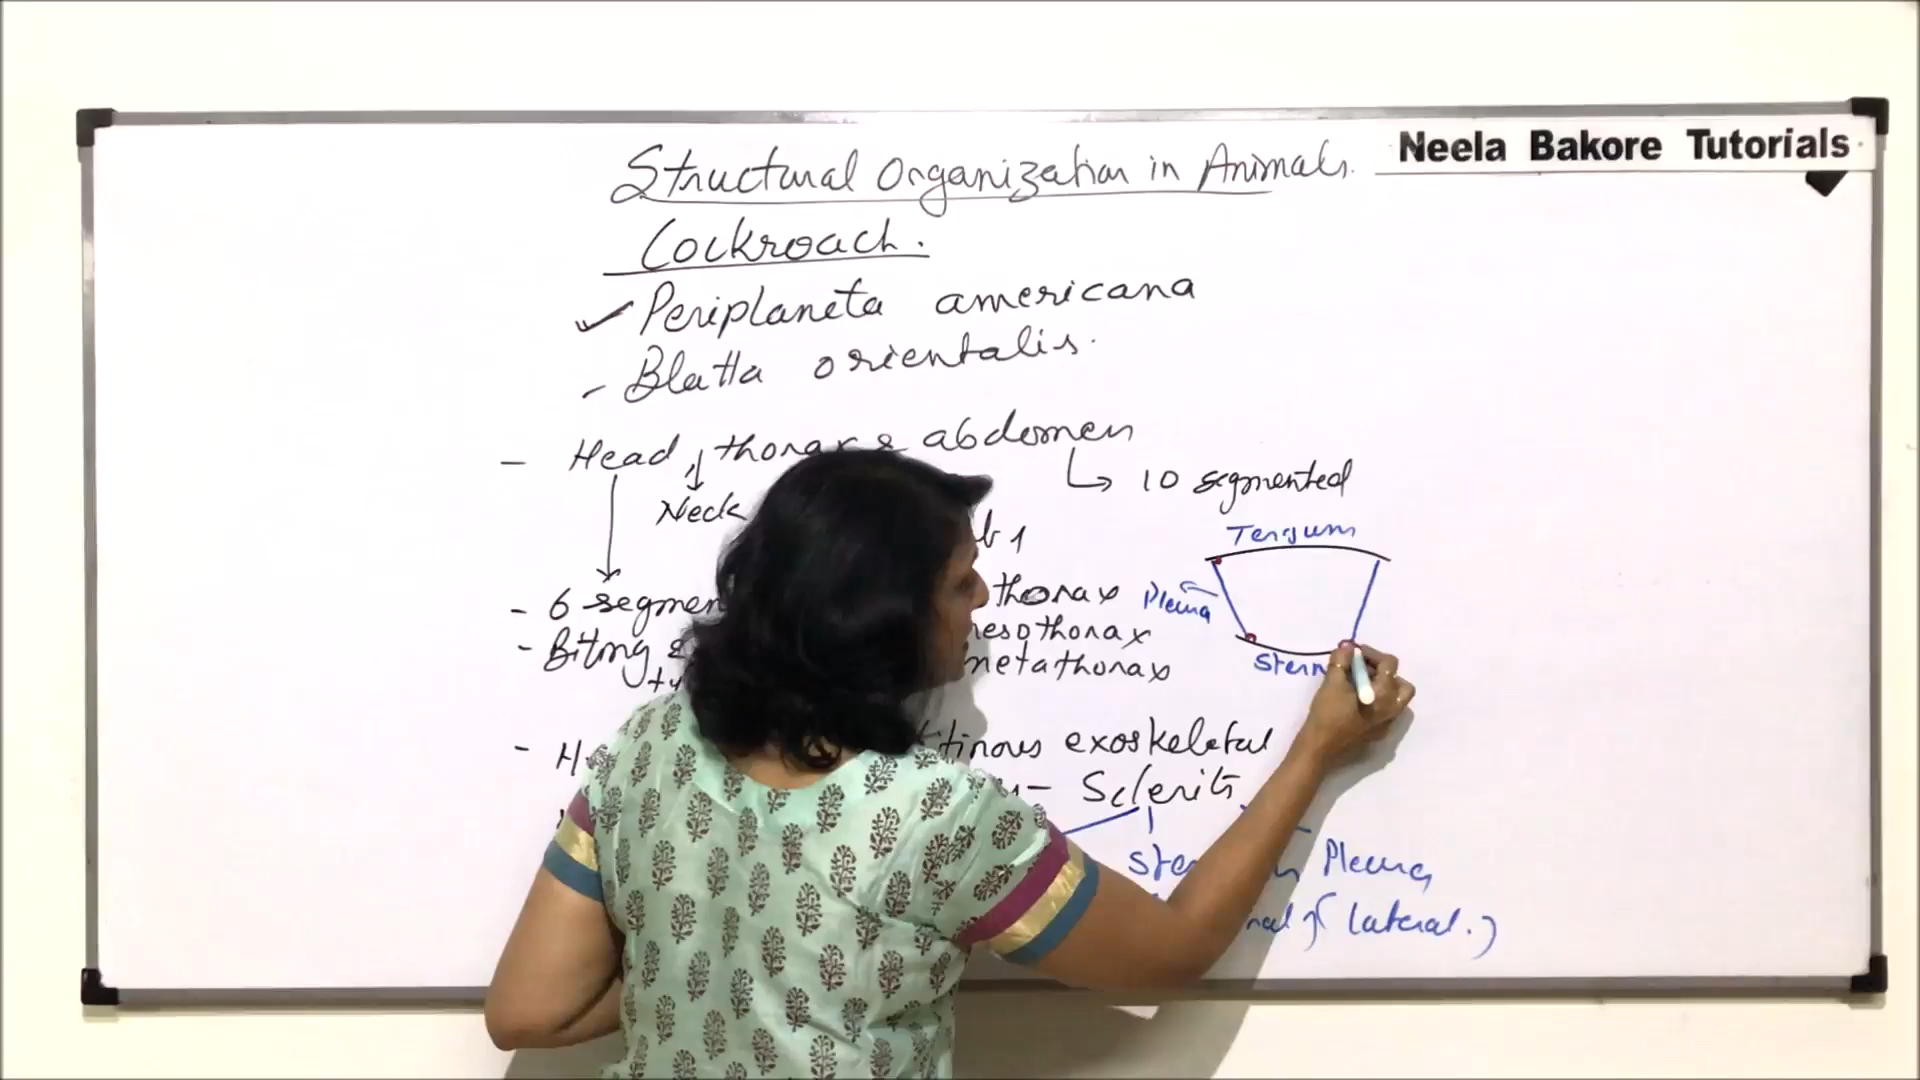 Neela Bakore Tutorials
Structural Organization in Animals.
Cockroach.
✓ Periplaneta americana
- Blatta orientalis.
- Head, thorax & abdomen
Neck
10 segmented
Tergum
- 6
thorax
Pleura
- Biting &
mesothorax
metathorax
exoskeletal
- Sclerits
Pleura
(lateral.)